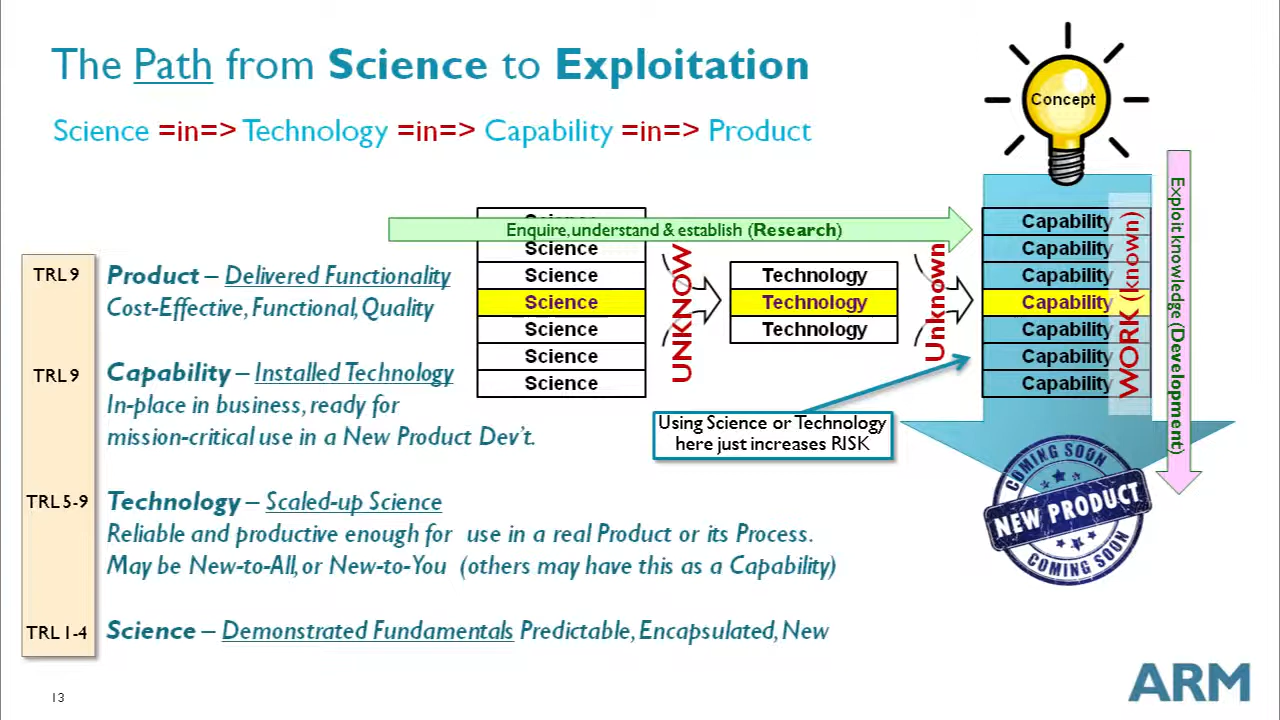 The Path from Science to Exploitation
Science =in=> Technology =in=> Capability =in=> Product
Concept
Exploit knowledge (Development)
Science
Enquire, understand & establish (Research)
Science
Science
Science
Science
Science
Science
UNKNOW
Technology
Technology
Technology
Unknown
Capability
Capability
Capability
Capability
Capability
Capability
Capability
WORK (known)
Using Science or Technology
here just increases RISK
COMING SOON
NEW PRODUCT
COMING SOON
TRL 9
Product – Delivered Functionality
Cost-Effective, Functional, Quality
TRL 9
Capability – Installed Technology
In-place in business, ready for
mission-critical use in a New Product Dev't.
TRL 5-9
Technology – Scaled-up Science
Reliable and productive enough for use in a real Product or its Process.
May be New-to-All, or New-to-You (others may have this as a Capability)
TRL 1-4
Science – Demonstrated Fundamentals Predictable, Encapsulated, New
13
ARM